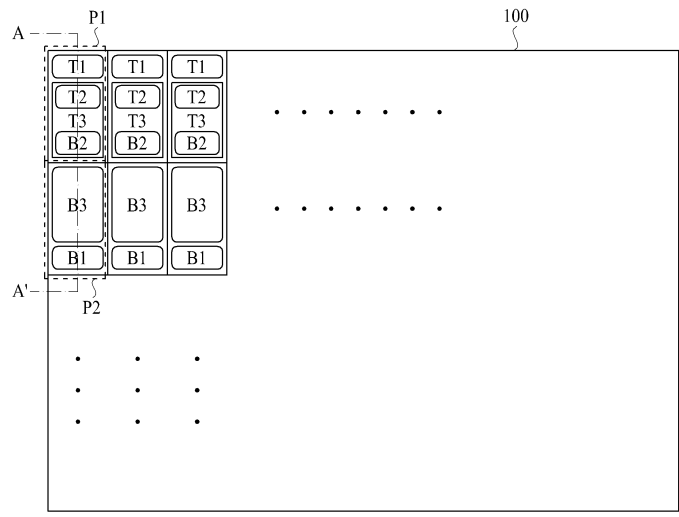 A
P1
100
T1 T1 T1
T2 T2 T2
T3 T3 T3
B2 B2 B2
B3 B3 B3
B1 B1 B1
A'
P2